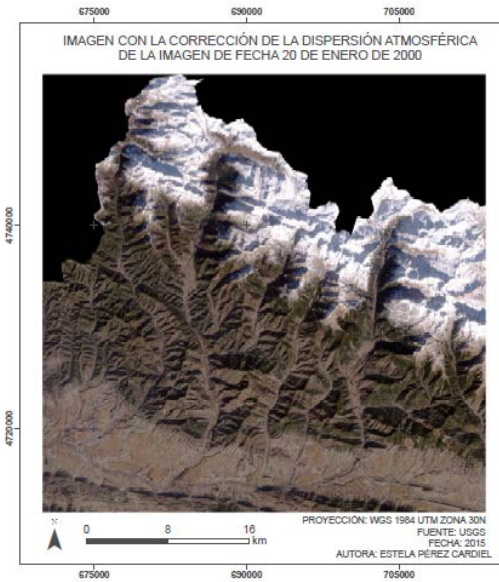 675000 690000 705000
IMAGEN CON LA CORRECCIÓN DE LA DISPERSIÓN ATMOSFÉRICA
DE LA IMAGEN DE FECHA 20 DE ENERO DE 2000
4740000
4720000
N
0 8 16
km
PROYECCIÓN: WGS 1984 UTM ZONA 30N
FUENTE: USGS
FECHA: 2015
AUTORA: ESTELA PÉREZ CARDIEL
675000 690000 705000